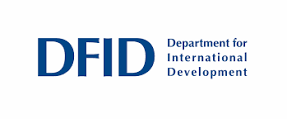 DFID
Department for
International
Development